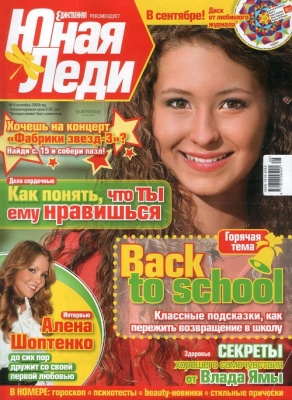 Единственная РЕКОМЕНДУЕТ
В сентябре! Диск
от любимого
журнала
Юная
Леди
Хочешь на концерт
«Фабрики звезд-3»?
Найди с. 15 и собери пазл!
Дела сердечные
Как понять, что ТЫ
ему нравишься
Горячая
тема
Back
to school
Классные подсказки, как
пережить возвращение в школу
Интервью
Алена
Шоптенко
до сих пор
дружит со своей
первой любовью
Здоровье
СЕКРЕТЫ
хорошего самочувствия
от Влада Ямы
В НОМЕРЕ: гороскоп • психотесты • beauty-новинки • стильные прически